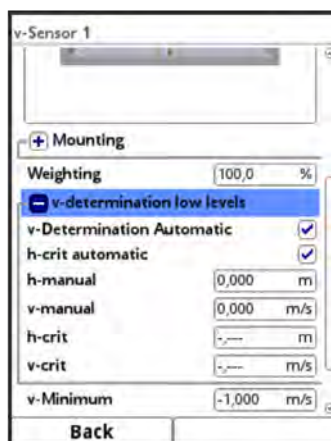 v-Sensor 1
Mounting
Weighting 100,0 %
v-determination low levels
v-Determination Automatic
h-crit automatic
h-manual 0,000 m
v-manual 0,000 m/s
h-crit -,--- m
v-crit -,--- m/s
v-Minimum -1,000 m/s
Back